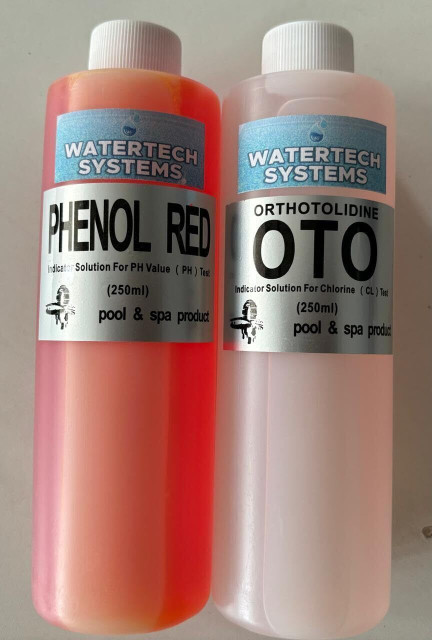 WATERTECH
SYSTEMS
PHENOL RED
Indicator Solution For PH Value ( PH ) Test
(250ml)
pool & spa product
WATERTECH
SYSTEMS
ORTHOTOLIDINE
OTO
Indicator Solution For Chlorine ( CL ) Test
(250ml)
pool & spa product